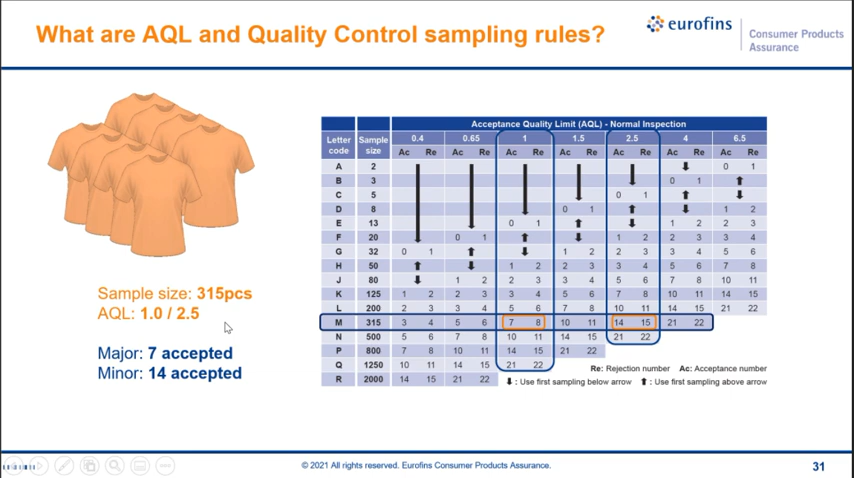 What are AQL and Quality Control sampling rules?
eurofins
Consumer Products
Assurance
Sample size: 315pcs
AQL: 1.0 / 2.5
Major: 7 accepted
Minor: 14 accepted
Acceptance Quality Limit (AQL) - Normal Inspection
Letter code Sample size 0.4 0.65 1 1.5 2.5 4 6.5
Ac Re Ac Re Ac Re Ac Re Ac Re Ac Re Ac Re
A 2 ⬇ 0 1
B 3 0 1 ⬆
C 5 0 1 ⬆ ⬇
D 8 0 1 ⬆ ⬇ 1 2
E 13 0 1 ⬆ ⬇ 1 2 2 3
F 20 0 1 ⬆ ⬇ 1 2 2 3 3 4
G 32 0 1 ⬆ ⬇ 1 2 2 3 3 4 5 6
H 50 ⬆ ⬇ 1 2 2 3 3 4 5 6 7 8
J 80 ⬇ 1 2 2 3 3 4 5 6 7 8 10 11
K 125 1 2 2 3 3 4 5 6 7 8 10 11 14 15
L 200 2 3 3 4 5 6 7 8 10 11 14 15 21 22
M 315 3 4 5 6 7 8 10 11 14 15 21 22
N 500 5 6 7 8 10 11 14 15 21 22
P 800 7 8 10 11 14 15 21 22
Q 1250 10 11 14 15 21 22
R 2000 14 15 21 22
Re: Rejection number Ac: Acceptance number
⬇ : Use first sampling below arrow ⬆ : Use first sampling above arrow
© 2021 All rights reserved. Eurofins Consumer Products Assurance.
31